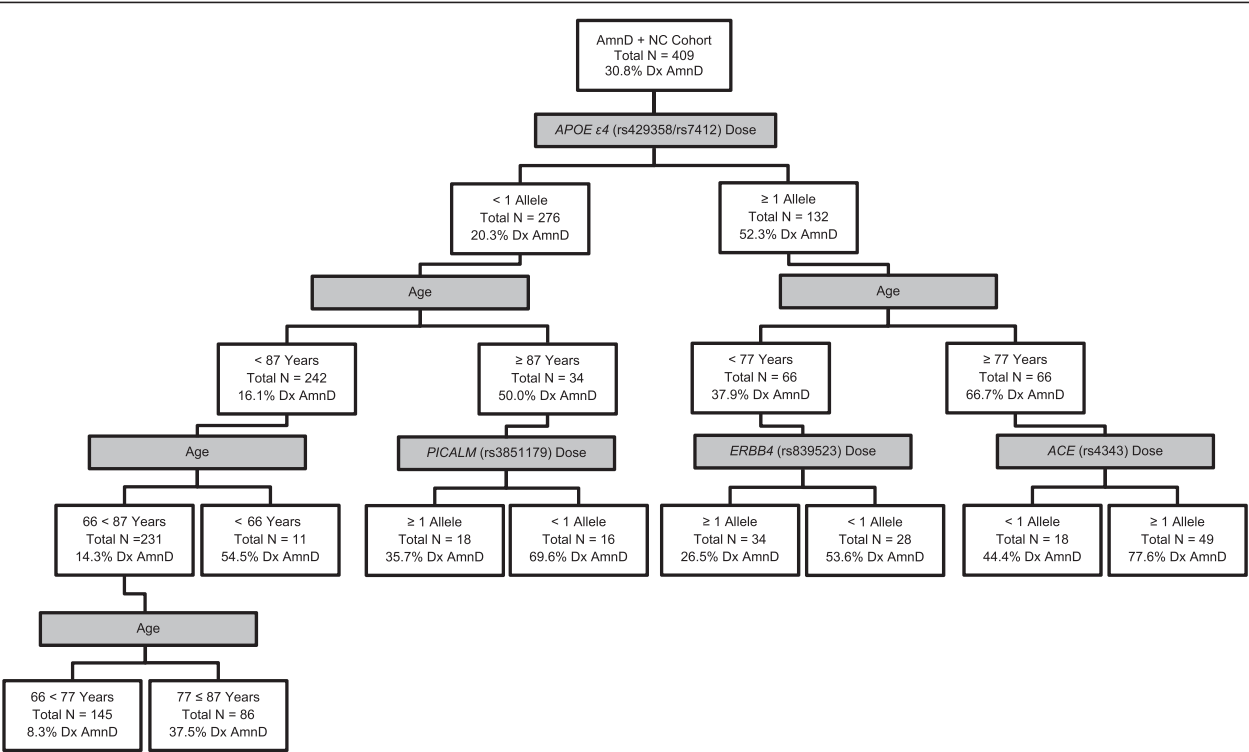 AmnD + NC Cohort
Total N = 409
30.8% Dx AmnD
APOE ε4 (rs429358/rs7412) Dose
< 1 Allele
Total N = 276
20.3% Dx AmnD
≥ 1 Allele
Total N = 132
52.3% Dx AmnD
Age
Age
< 87 Years
Total N = 242
16.1% Dx AmnD
≥ 87 Years
Total N = 34
50.0% Dx AmnD
< 77 Years
Total N = 66
37.9% Dx AmnD
≥ 77 Years
Total N = 66
66.7% Dx AmnD
Age
PICALM (rs3851179) Dose
ERBB4 (rs839523) Dose
ACE (rs4343) Dose
66 < 87 Years
Total N =231
14.3% Dx AmnD
< 66 Years
Total N = 11
54.5% Dx AmnD
≥ 1 Allele
Total N = 18
35.7% Dx AmnD
< 1 Allele
Total N = 16
69.6% Dx AmnD
≥ 1 Allele
Total N = 34
26.5% Dx AmnD
< 1 Allele
Total N = 28
53.6% Dx AmnD
< 1 Allele
Total N = 18
44.4% Dx AmnD
≥ 1 Allele
Total N = 49
77.6% Dx AmnD
Age
66 < 77 Years
Total N = 145
8.3% Dx AmnD
77 ≤ 87 Years
Total N = 86
37.5% Dx AmnD